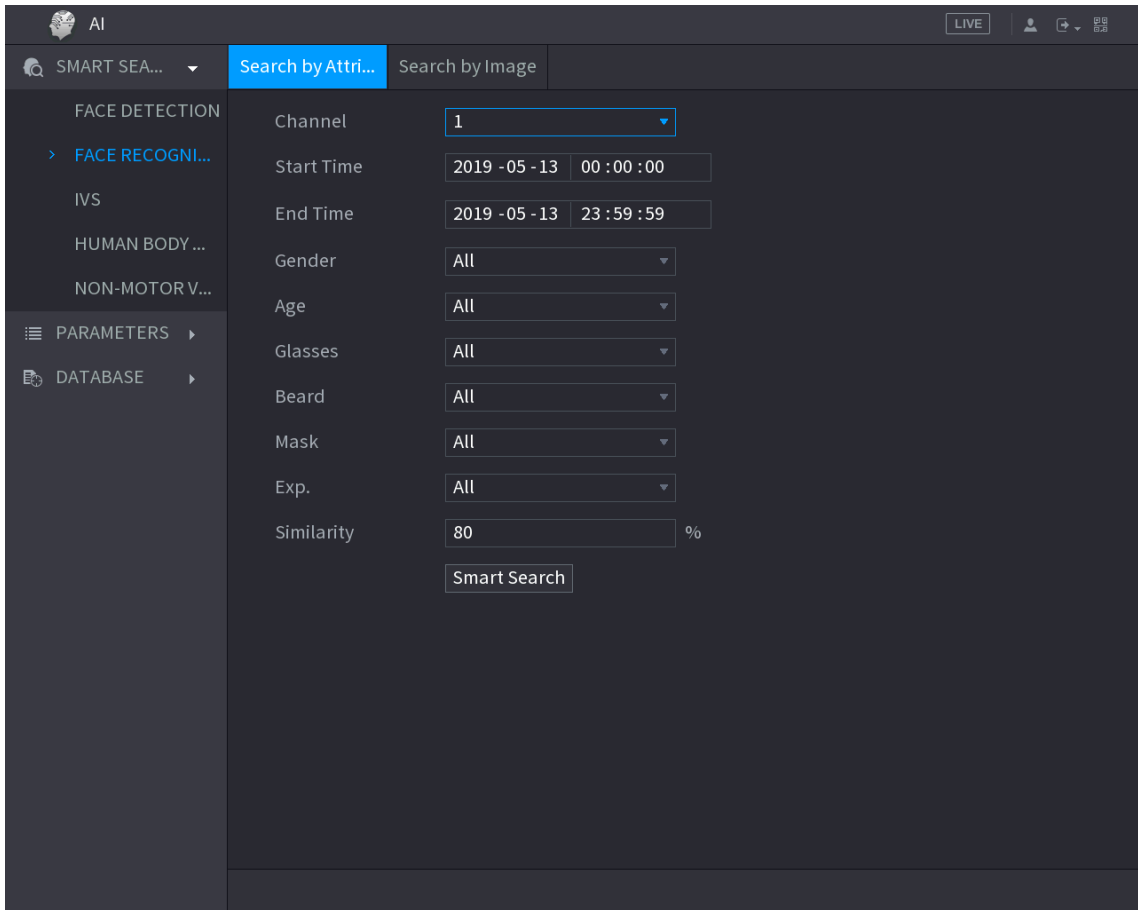 AI
LIVE
SMART SEA...
Search by Attri...
Search by Image
FACE DETECTION
FACE RECOGNI...
IVS
HUMAN BODY ...
NON-MOTOR V...
PARAMETERS
DATABASE
Channel 1
Start Time 2019 -05 -13 00 :00 :00
End Time 2019 -05 -13 23 :59 :59
Gender All
Age All
Glasses All
Beard All
Mask All
Exp. All
Similarity 80 %
Smart Search